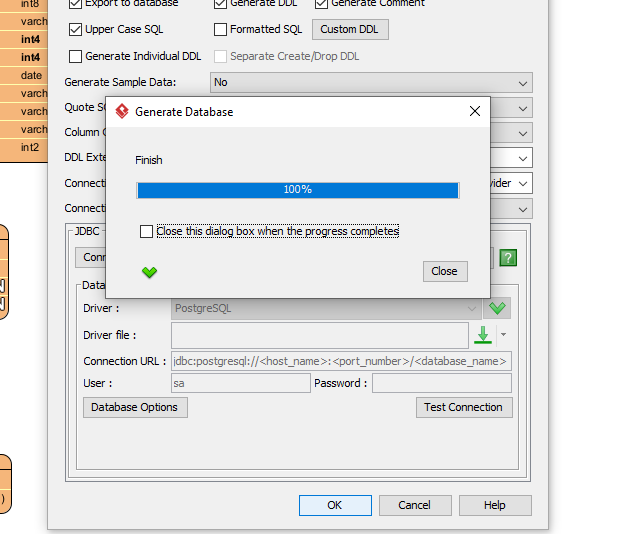 int8
Export to database
Generate DDL
Generate Comment
varch
int4
Upper Case SQL
Formatted SQL
Custom DDL
int4
Generate Individual DDL
Separate Create/Drop DDL
date
Generate Sample Data:
No
varch
Quote S
Generate Database
varch
Column
varch
int2
DDL Exte
Finish
Connecti
vider
100%
Connecti
Close this dialog box when the progress completes
JDBC
Conn
?
Close
Datab
Driver :
PostgreSQL
Driver file :
Connection URL :
jdbc:postgresql://<host_name>:<port_number>/<database_name>
User :
sa
Password :
Database Options
Test Connection
OK
Cancel
Help